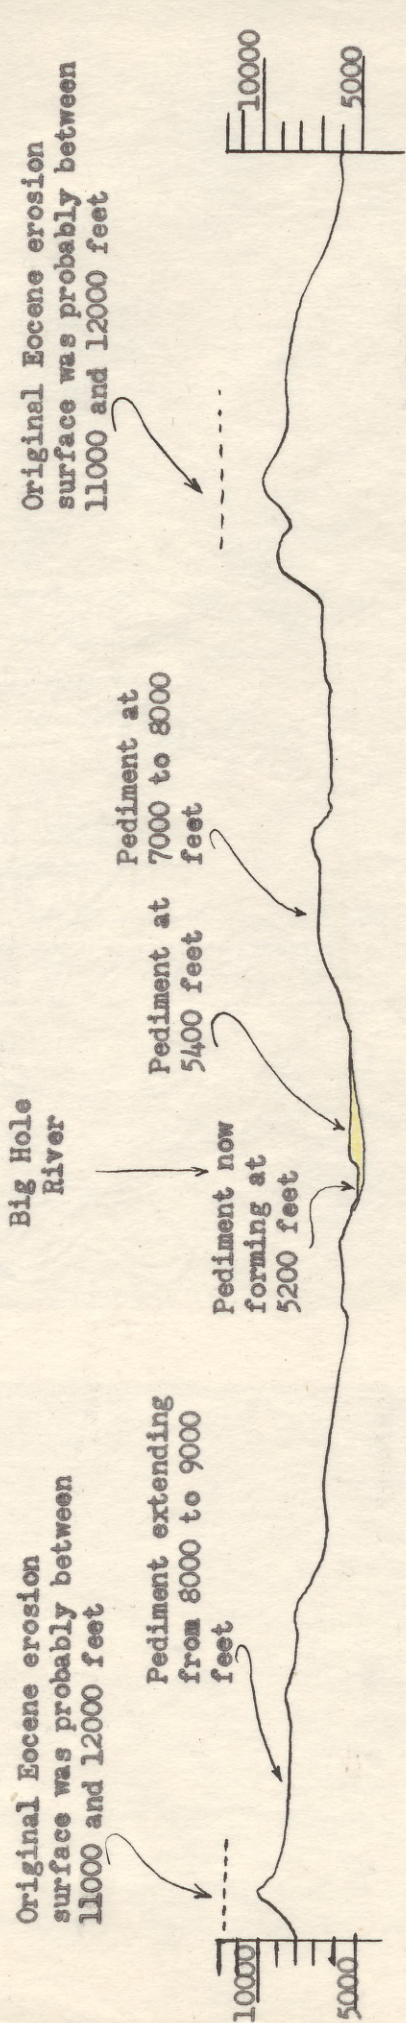 Original Eocene erosion
surface was probably between
11000 and 12000 feet
Pediment extending
from 8000 to 9000
feet
Big Hole
River
Pediment now
forming at
5200 feet
Pediment at
5400 feet
Pediment at
7000 to 8000
feet
Original Eocene erosion
surface was probably between
11000 and 12000 feet
10000
5000
10000
5000